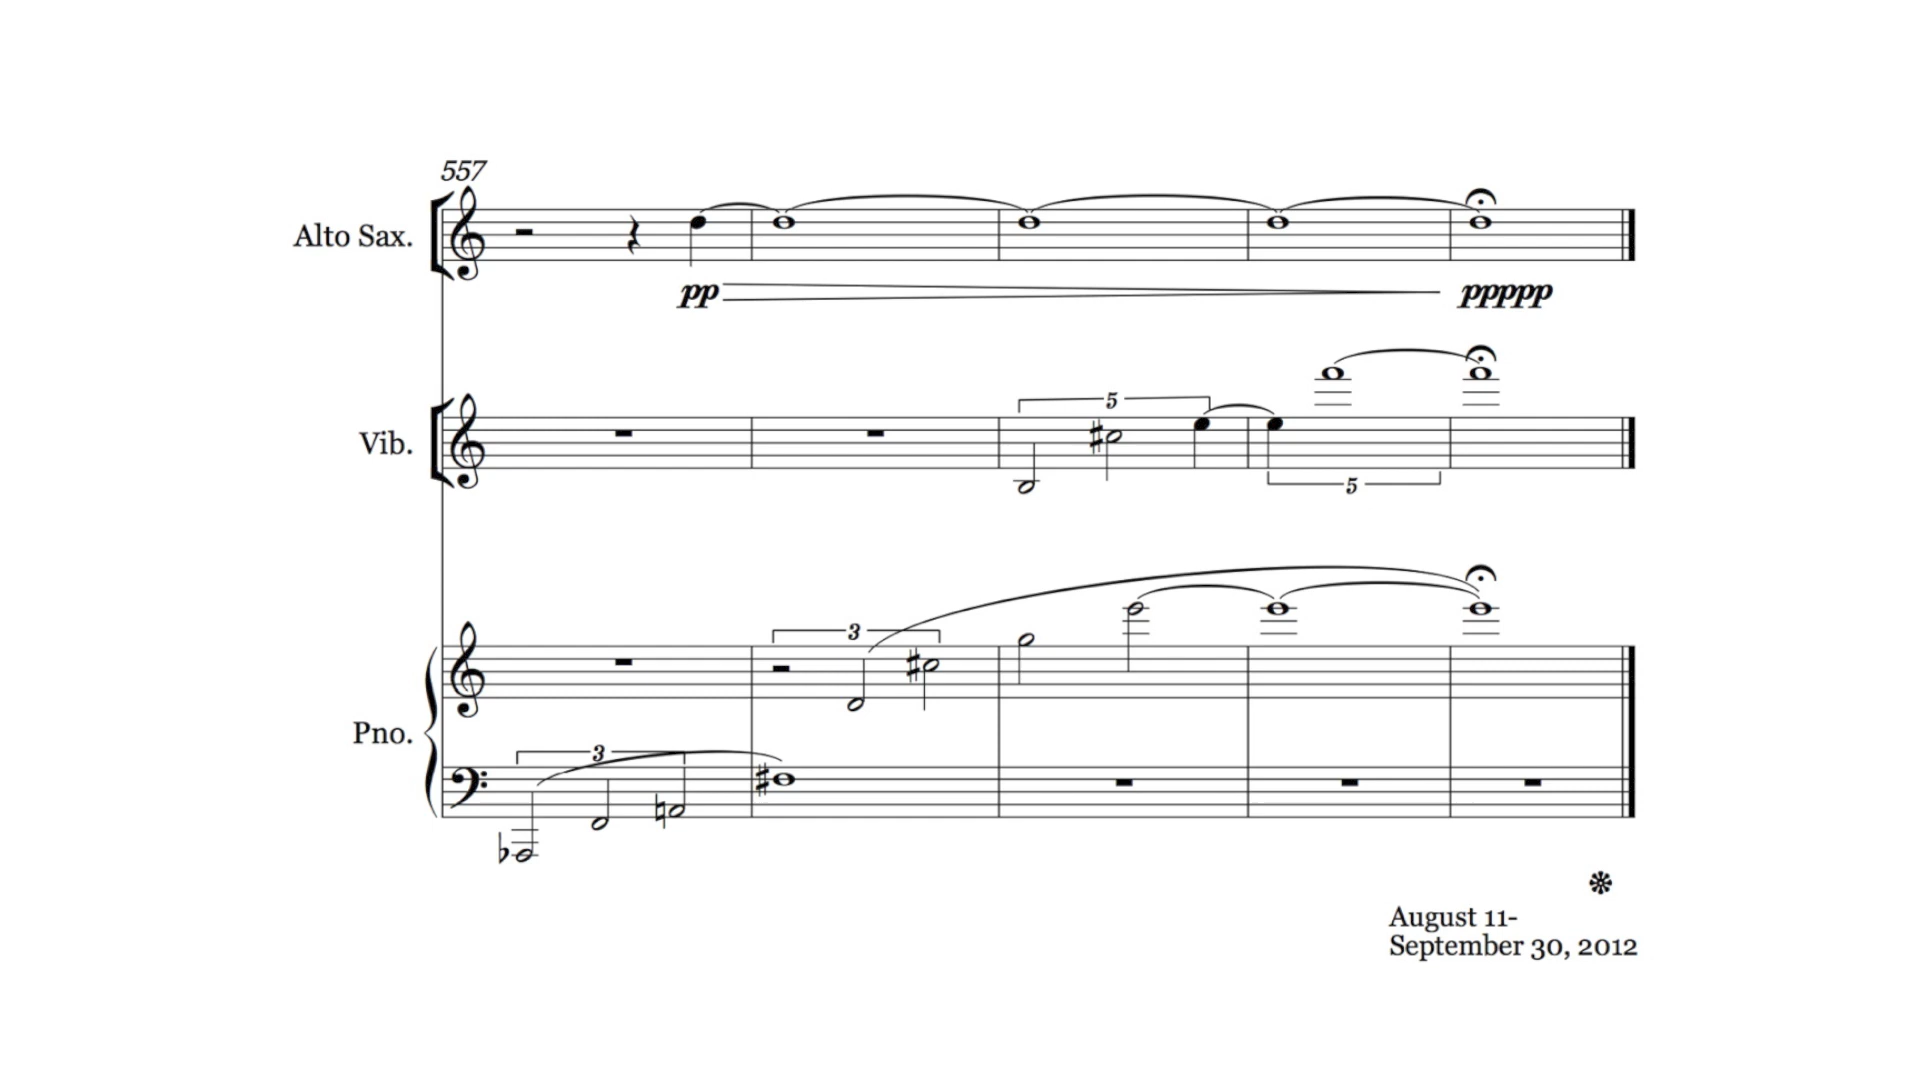 557
Alto Sax.
pp
ppppp
Vib.
5
5
Pno.
3
3
August 11-
September 30, 2012